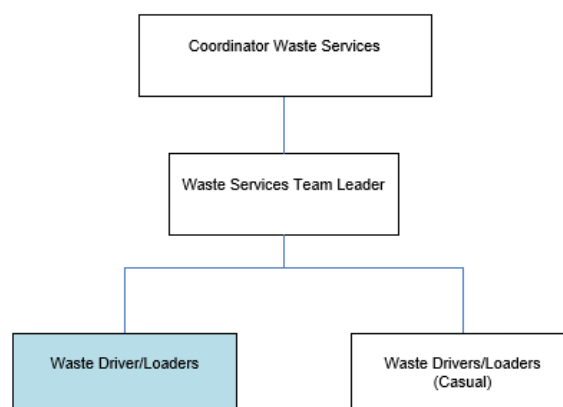 Coordinator Waste Services
Waste Services Team Leader
Waste Driver/Loaders
Waste Drivers/Loaders
(Casual)